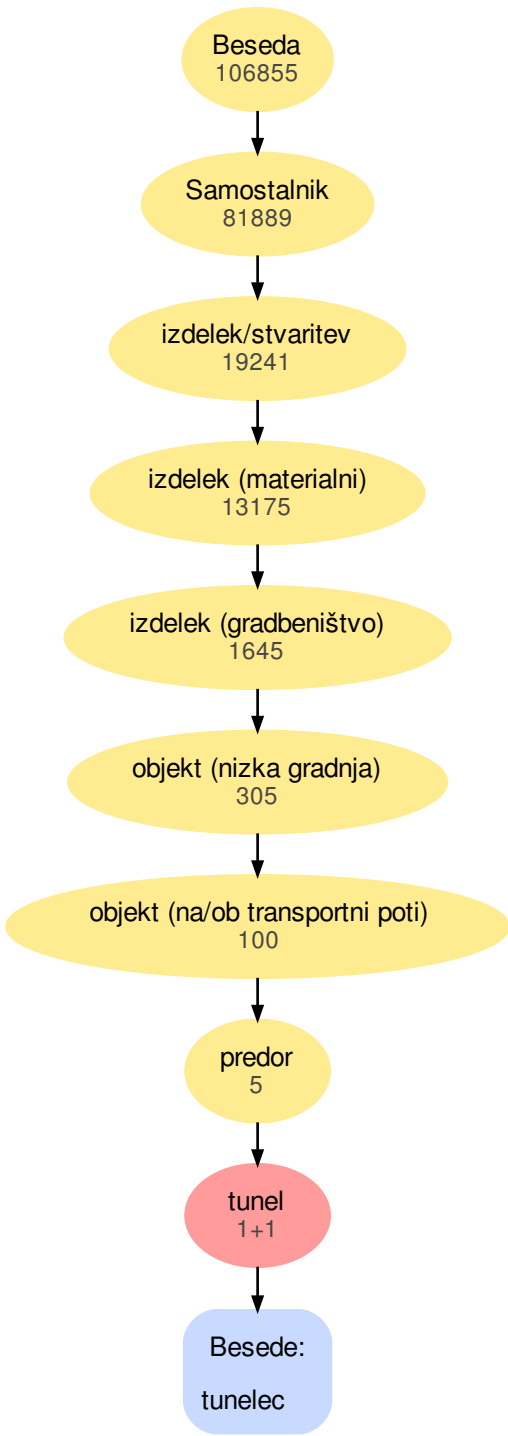 Beseda
106855
Samostalnik
81889
izdelek/stvaritev
19241
izdelek (materialni)
13175
izdelek (gradbeništvo)
1645
objekt (nizka gradnja)
305
objekt (na/ob transportni poti)
100
predor
5
tunel
1+1
Besede:
tunelec